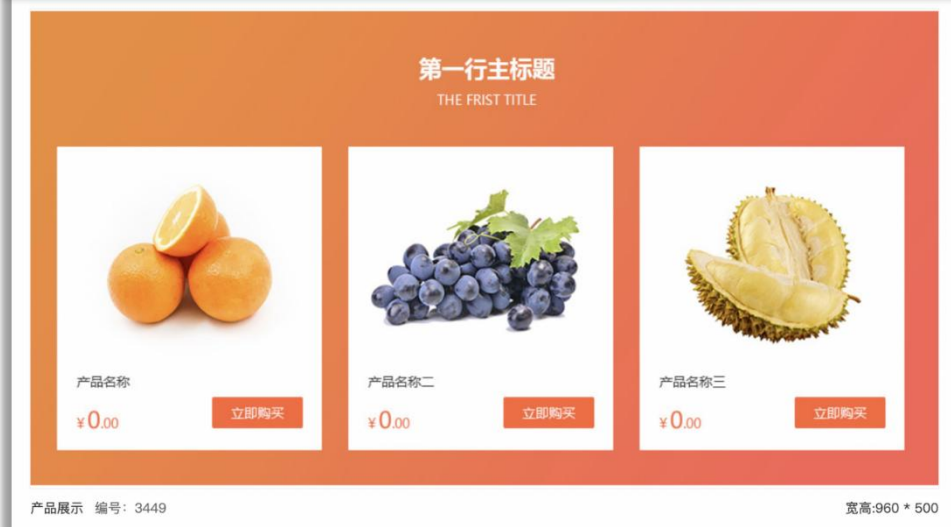 第一行主标题
THE FRIST TITLE
产品名称
¥0.00 立即购买
产品名称二
¥0.00 立即购买
产品名称三
¥0.00 立即购买
产品展示 编号：3449
宽高:960 * 500